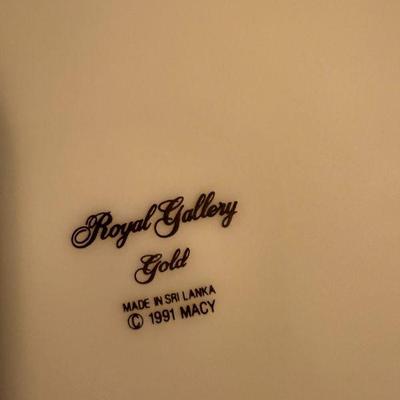 Royal Gallery
Gold
MADE IN SRI LANKA
© 1991 MACY